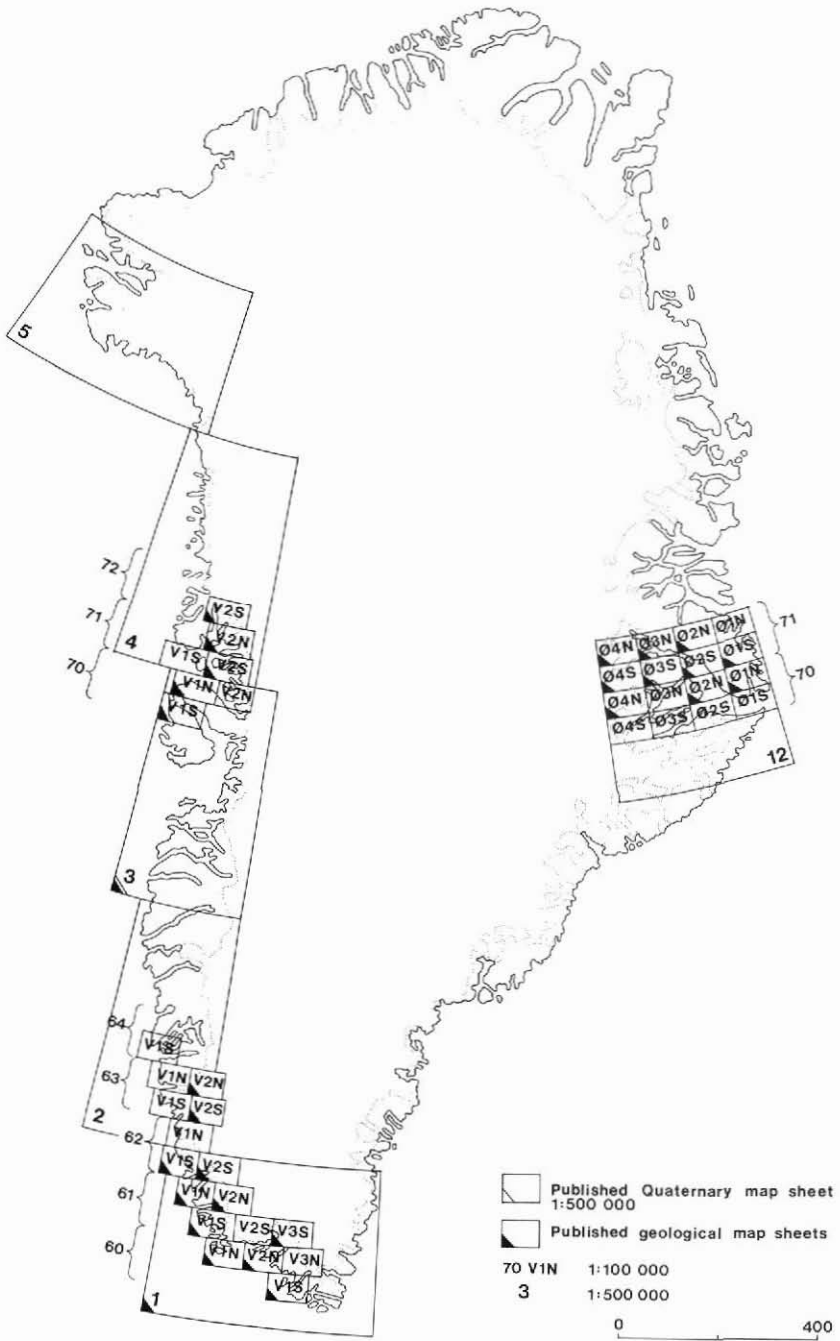 5
72
V2S
71
V2N
4
V1S
V2S
70
V1N
V2N
V1S
Ø4N Ø3N Ø2N Ø1N
71
Ø4S Ø3S Ø2S Ø1S
Ø4N Ø3N Ø2N Ø1N
70
Ø4S Ø3S Ø2S Ø1S
12
3
64
V1S
63
V1N V2N
V1S V2S
2
62
V1N
V1S V2S
61
V1N V2N
V1S V2S V3S
60
V1N V2N V3N
V1S
1
Published Quaternary map sheet
1:500 000
Published geological map sheets
70 V1N 1:100 000
3 1:500 000
0 400